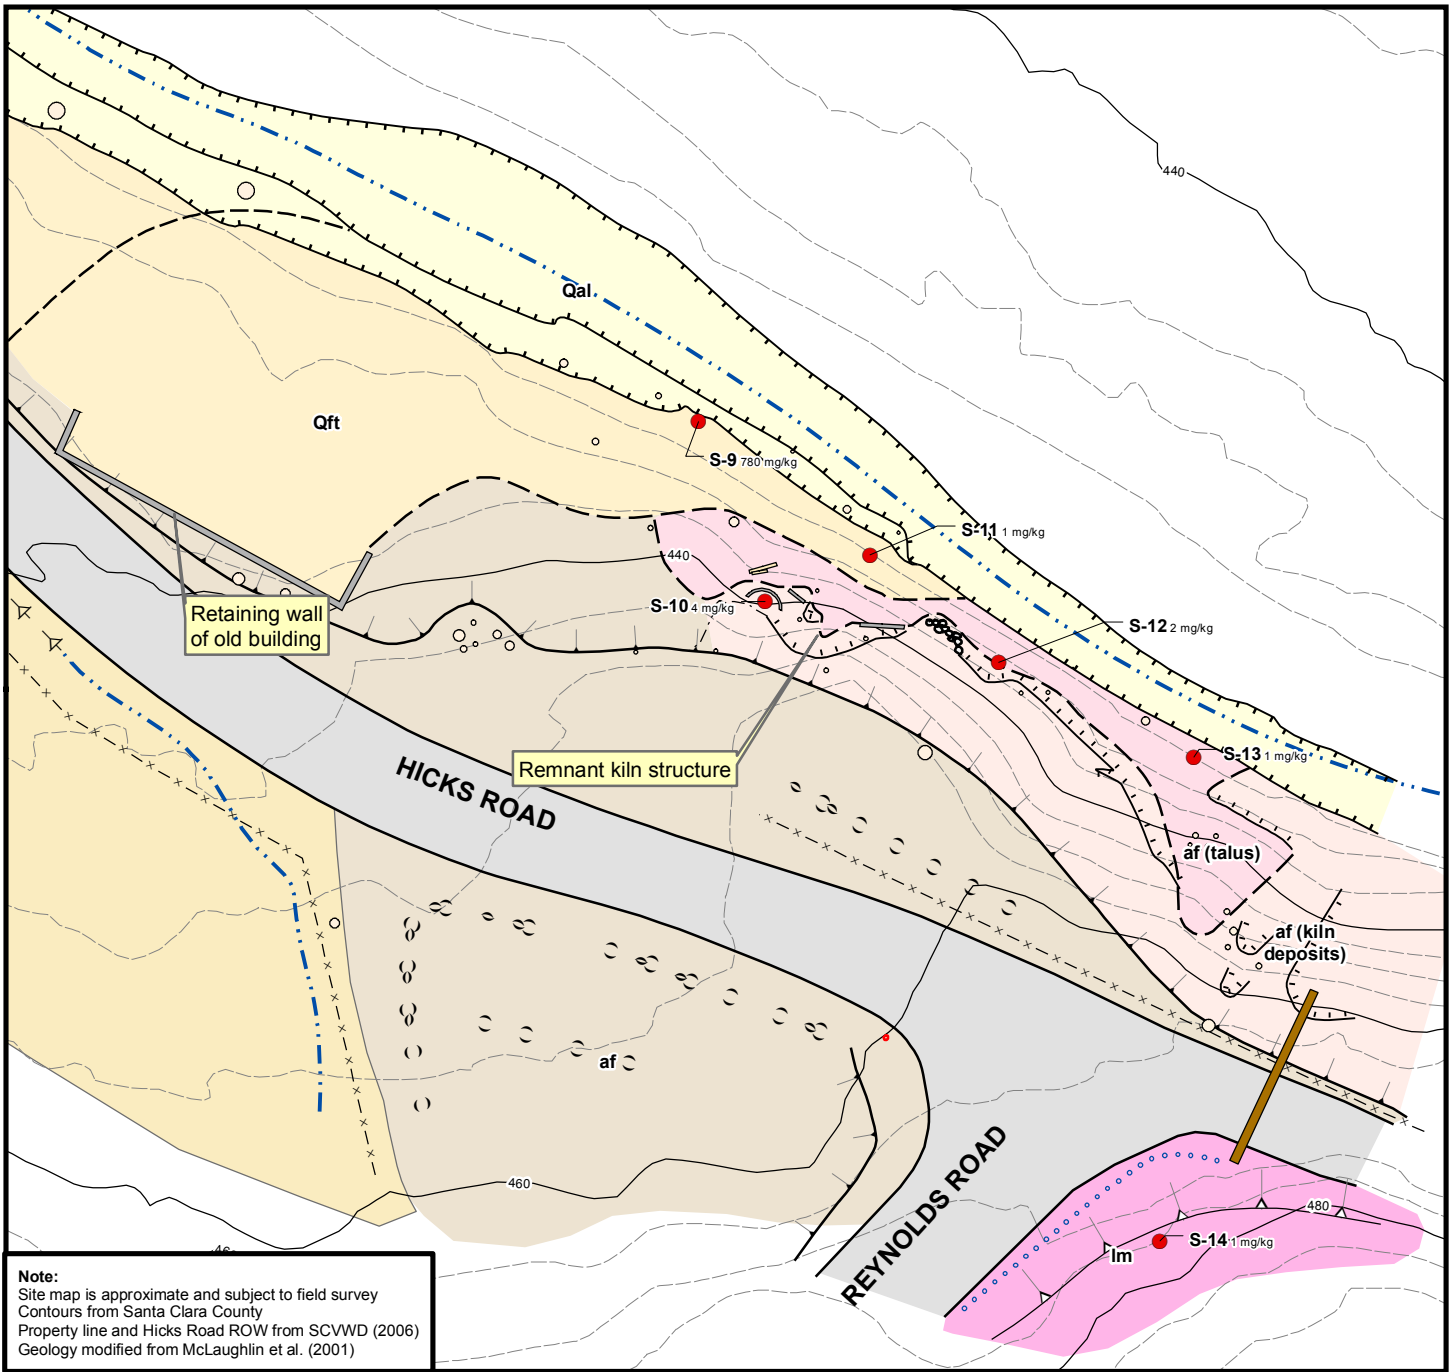 440
Qal
Qft
S-9 780 mg/kg
S-11 1 mg/kg
440
S-10 4 mg/kg
Retaining wall
of old building
S-12 2 mg/kg
Remnant kiln structure
S-13 1 mg/kg
HICKS ROAD
af (talus)
af (kiln
deposits)
af
REYNOLDS ROAD
460
480
S-14 1 mg/kg
lm
Note:
Site map is approximate and subject to field survey
Contours from Santa Clara County
Property line and Hicks Road ROW from SCVWD (2006)
Geology modified from McLaughlin et al. (2001)